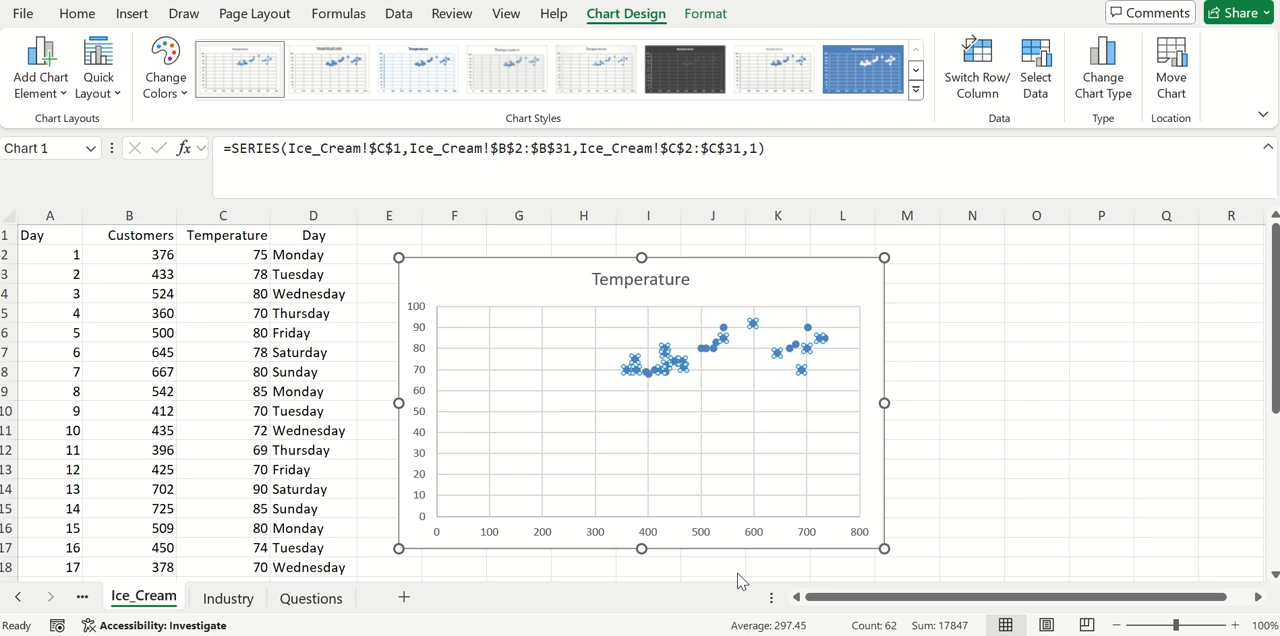 File Home Insert Draw Page Layout Formulas Data Review View Help Chart Design Format Comments Share
Add Chart Element Quick Layout Change Colors Switch Row/ Column Select Data Change Chart Type Move Chart
Chart Layouts Chart Styles Data Type Location
Chart 1 fx =SERIES(Ice_Cream!$C$1,Ice_Cream!$B$2:$B$31,Ice_Cream!$C$2:$C$31,1)
A B C D E F G H I J K L M N O P Q R
1 Day Customers Temperature Day
2 1 376 75 Monday
3 2 433 78 Tuesday
4 3 524 80 Wednesday
5 4 360 70 Thursday
6 5 500 80 Friday
7 6 645 78 Saturday
8 7 667 80 Sunday
9 8 542 85 Monday
10 9 412 70 Tuesday
11 10 435 72 Wednesday
12 11 396 69 Thursday
13 12 425 70 Friday
14 13 702 90 Saturday
15 14 725 85 Sunday
16 15 509 80 Monday
17 16 450 74 Tuesday
18 17 378 70 Wednesday
Temperature
100
90
80
70
60
50
40
30
20
10
0
0 100 200 300 400 500 600 700 800
Ice_Cream Industry Questions
Ready Accessibility: Investigate Average: 297.45 Count: 62 Sum: 17847 100%